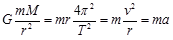 G mM/r² = mr 4π²/T² = m v²/r = ma